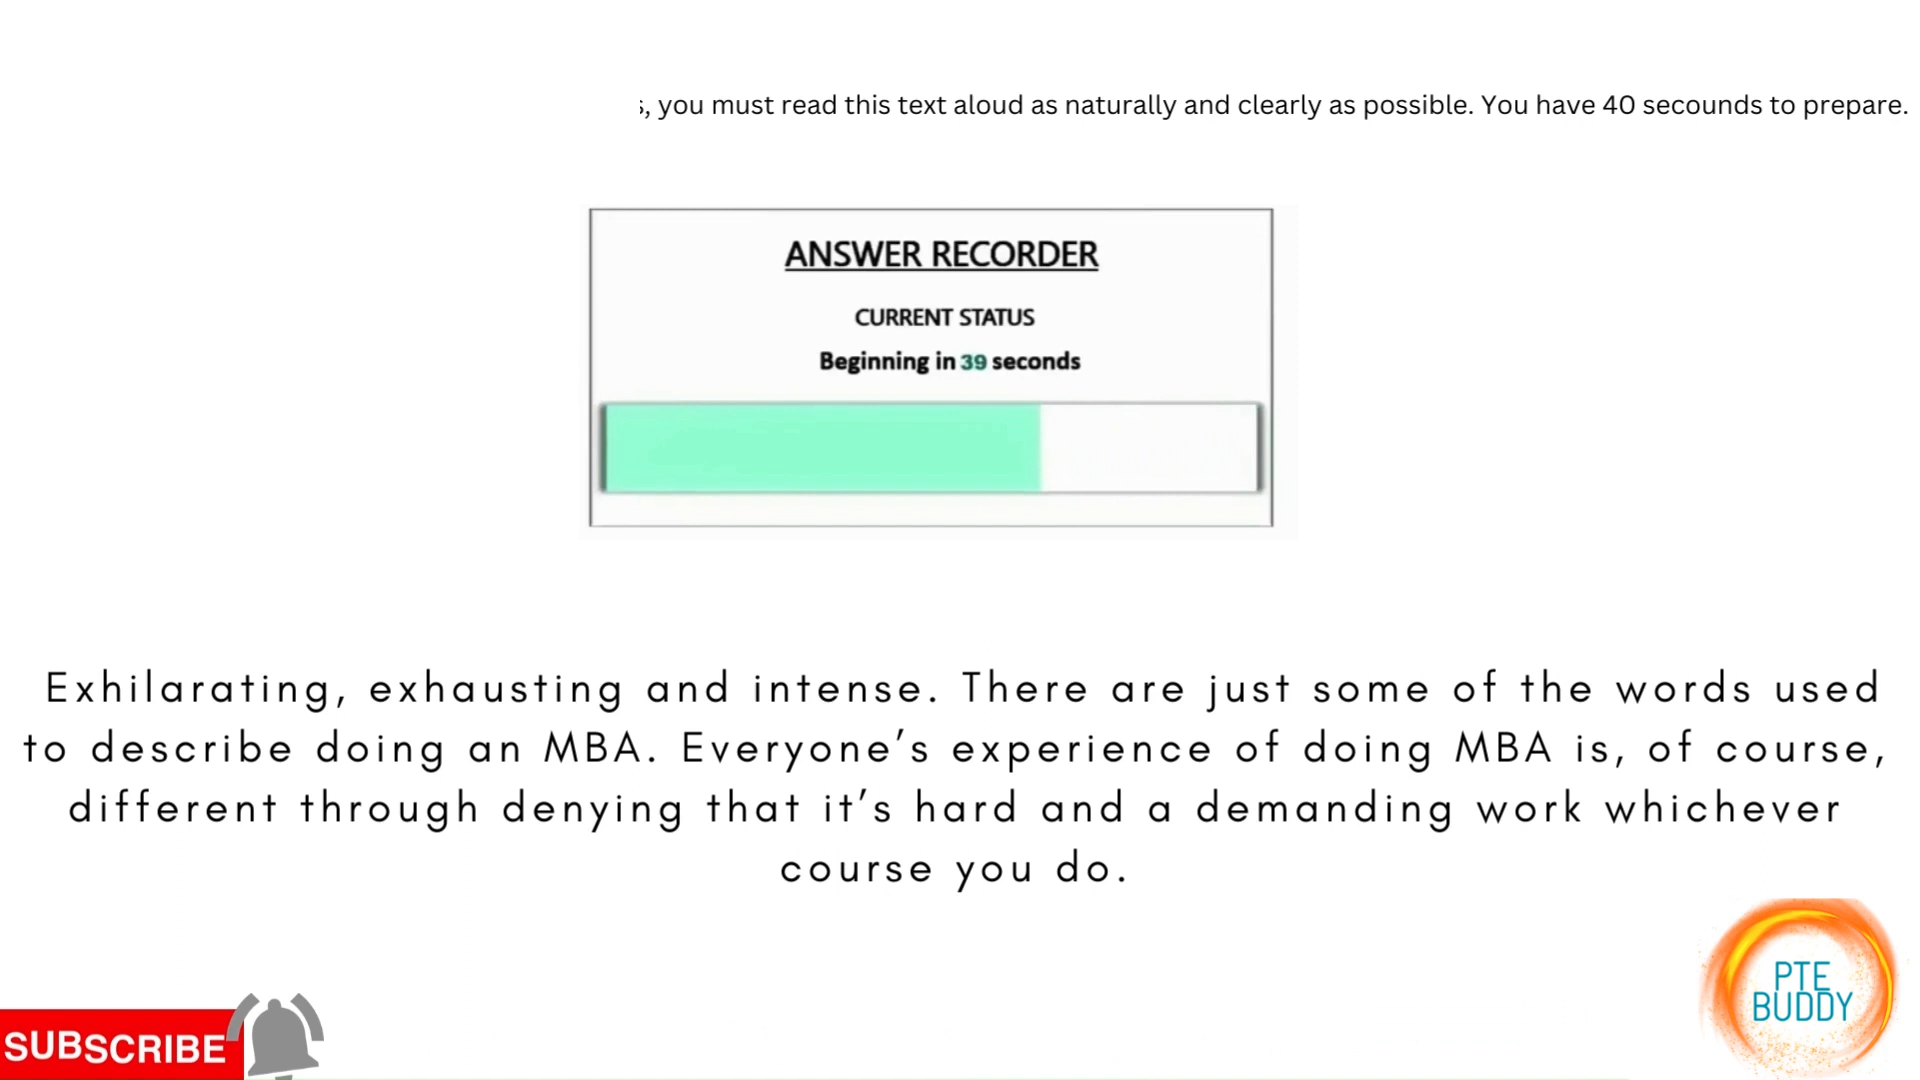 , you must read this text aloud as naturally and clearly as possible. You have 40 secounds to prepare.
ANSWER RECORDER
CURRENT STATUS
Beginning in 39 seconds
Exhilarating, exhausting and intense. There are just some of the words used
to describe doing an MBA. Everyone’s experience of doing MBA is, of course,
different through denying that it’s hard and a demanding work whichever
course you do.
PTE
BUDDY
SUBSCRIBE